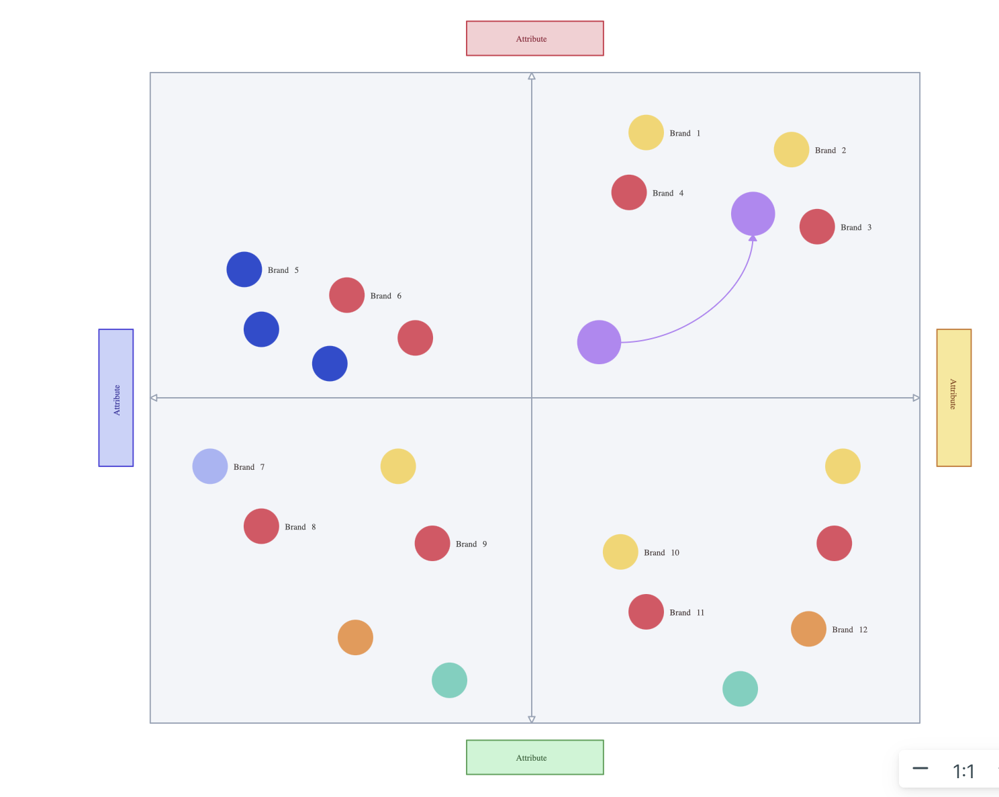 Attribute
Brand 1
Brand 2
Brand 4
Brand 3
Brand 5
Brand 6
Attribute
Attribute
Brand 7
Brand 8
Brand 9
Brand 10
Brand 11
Brand 12
Attribute
1:1